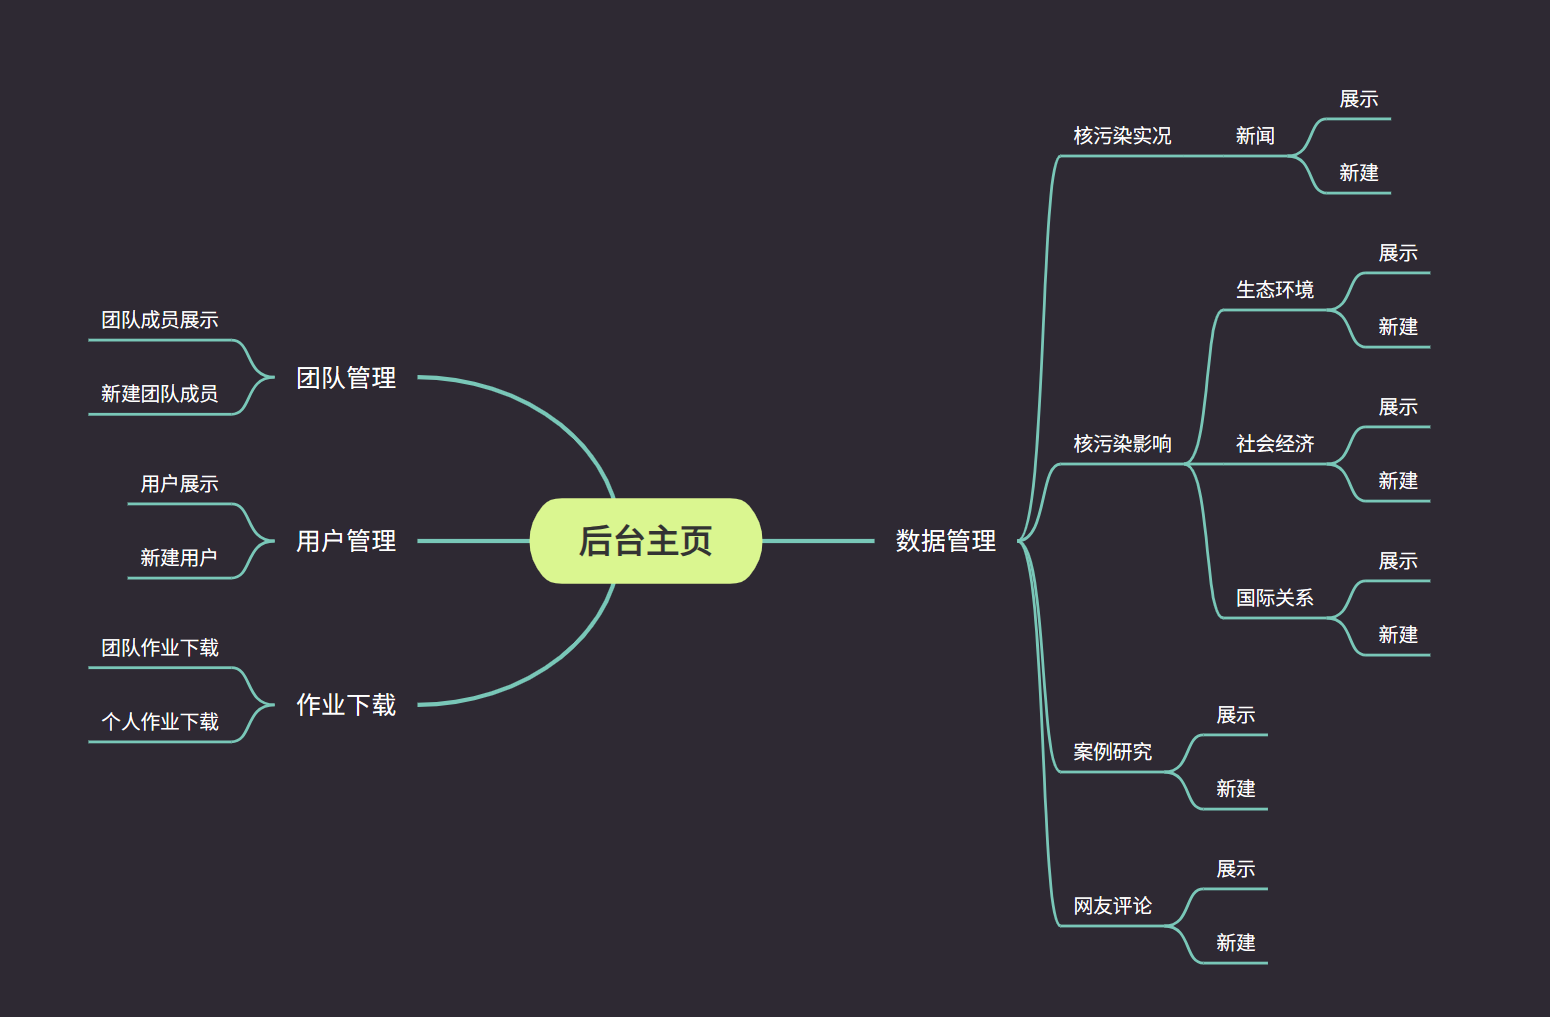 后台主页
团队管理
团队成员展示
新建团队成员
用户管理
用户展示
新建用户
作业下载
团队作业下载
个人作业下载
数据管理
核污染实况
新闻
展示
新建
核污染影响
生态环境
展示
新建
社会经济
展示
新建
国际关系
展示
新建
案例研究
展示
新建
网友评论
展示
新建